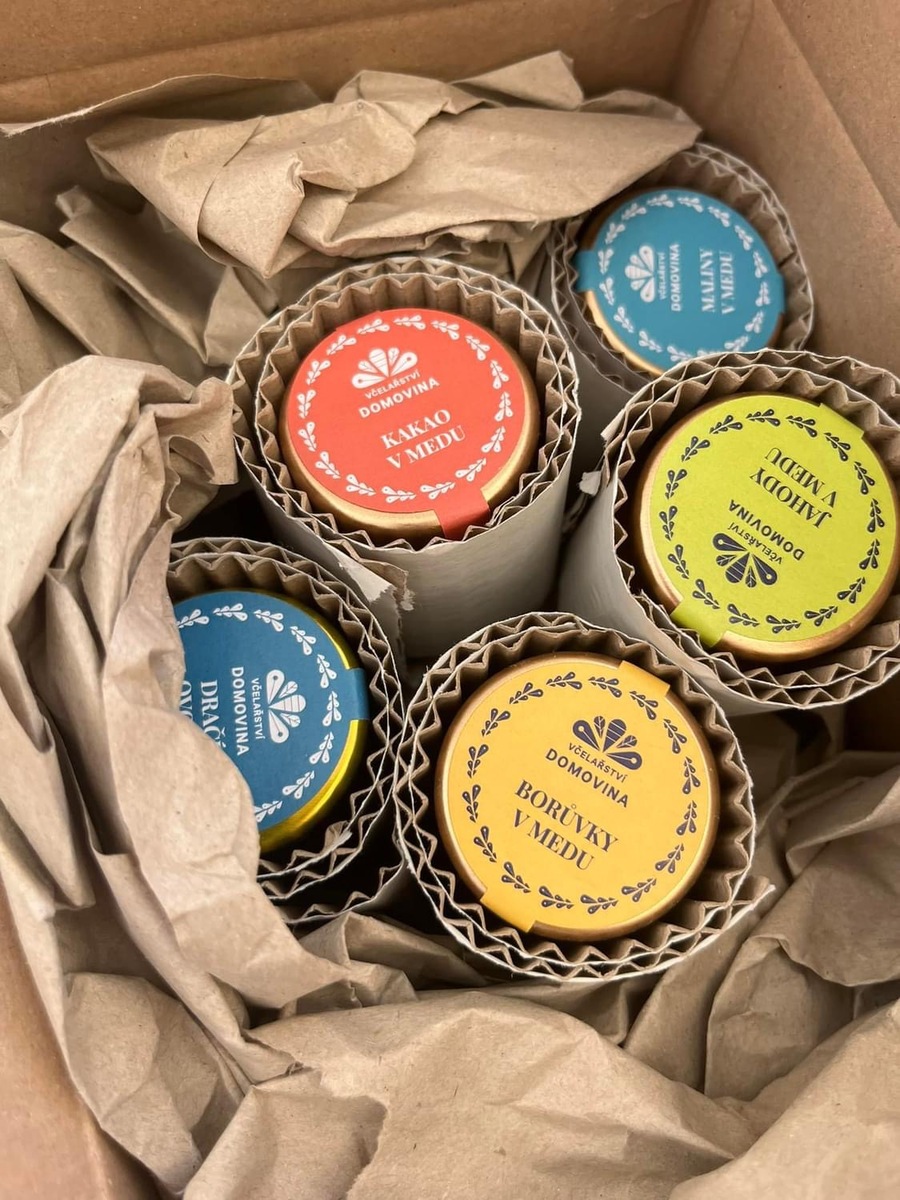 VČELAŘSTVÍ
DOMOVINA
MALINY
V MEDU
VČELAŘSTVÍ
DOMOVINA
KAKAO
V MEDU
VČELAŘSTVÍ
DOMOVINA
JAHODY
V MEDU
VČELAŘSTVÍ
DOMOVINA
VČELAŘSTVÍ
DOMOVINA
BORŮVKY
V MEDU